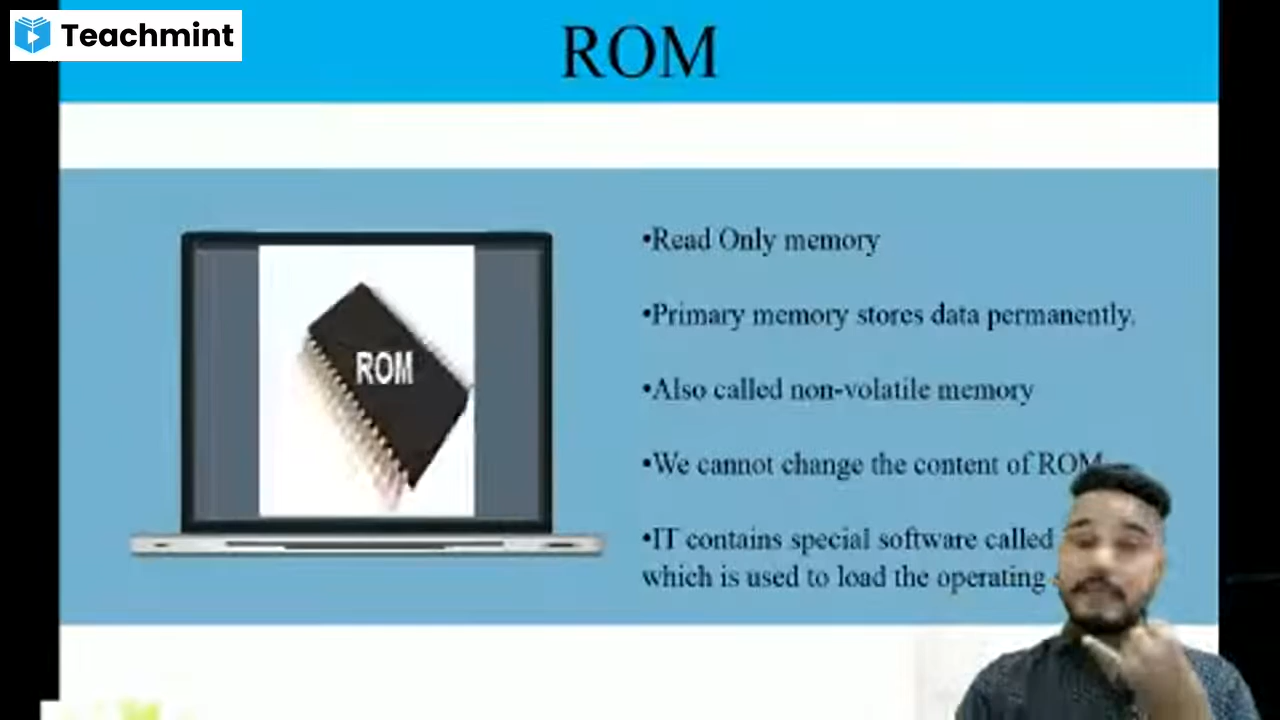 Teachmint
ROM
ROM
•Read Only memory
•Primary memory stores data permanently.
•Also called non-volatile memory
•We cannot change the content of ROM
•IT contains special software called
which is used to load the operating